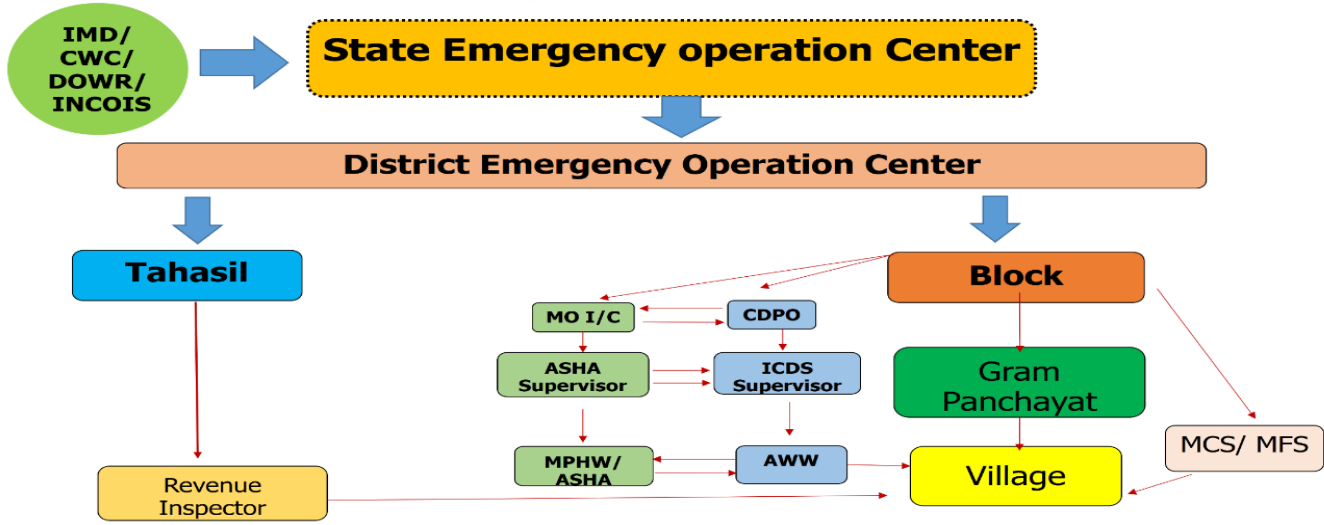 IMD/
CWC/
DOWR/
INCOIS
State Emergency operation Center
District Emergency Operation Center
Tahasil
Block
MO I/C
CDPO
ASHA
Supervisor
ICDS
Supervisor
Gram
Panchayat
MCS/ MFS
MPHW/
ASHA
AWW
Village
Revenue
Inspector